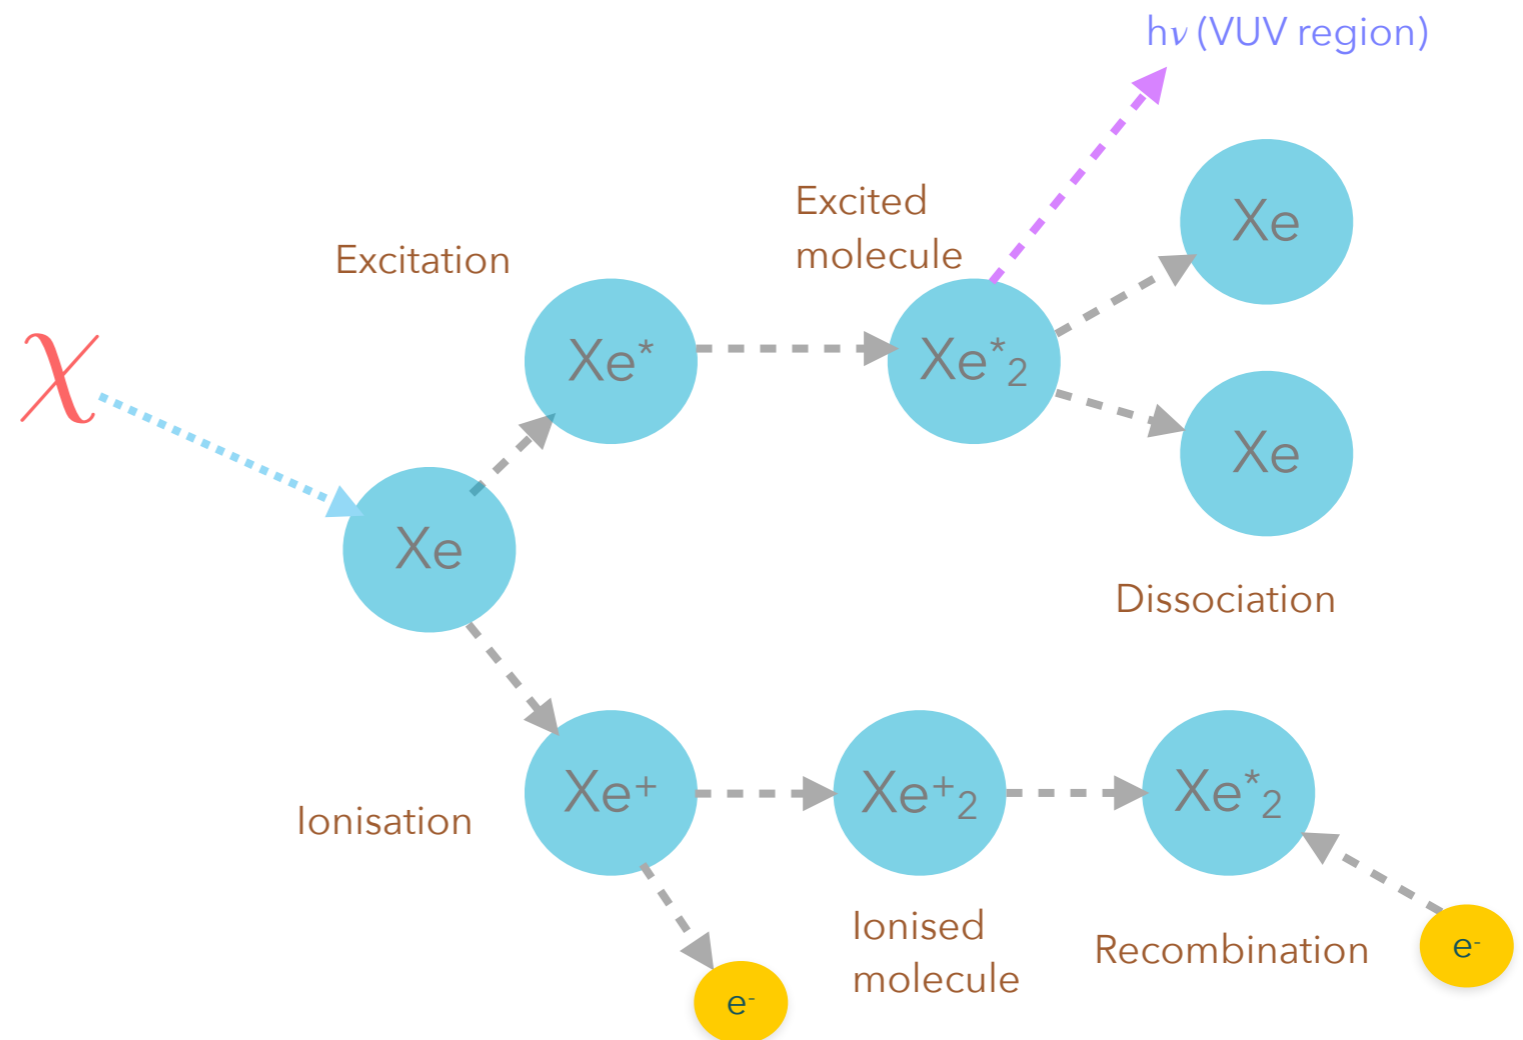 hν (VUV region)
Xe
Excited
molecule
Excitation
χ
Xe*
Xe*₂
Xe
Xe
Dissociation
Xe⁺
Xe⁺₂
Xe*₂
Ionisation
Ionised
molecule
Recombination
e⁻
e⁻